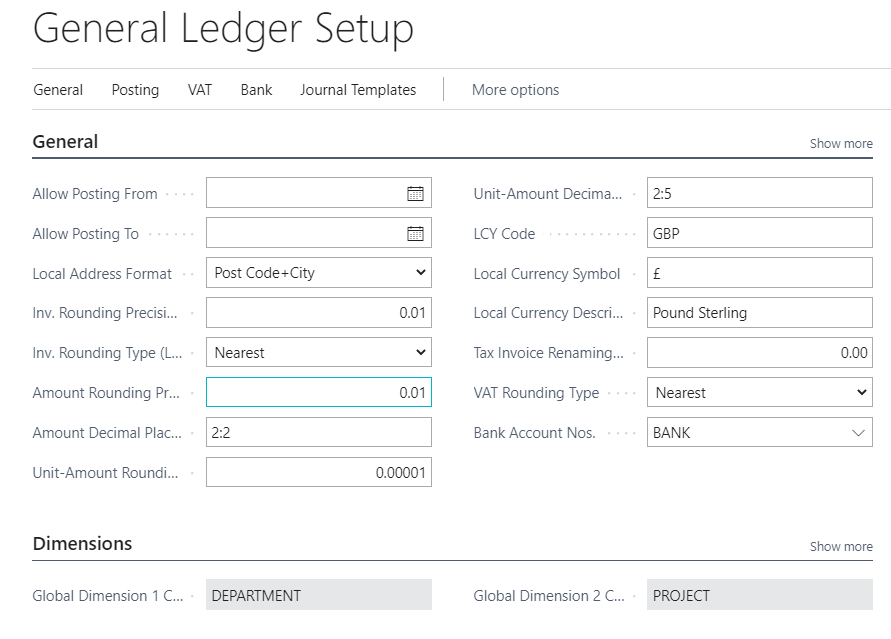 General Ledger Setup
General Posting VAT Bank Journal Templates More options
General Show more
Allow Posting From
Allow Posting To
Local Address Format Post Code+City
Inv. Rounding Precisi... 0.01
Inv. Rounding Type (L... Nearest
Amount Rounding Pr... 0.01
Amount Decimal Plac... 2:2
Unit-Amount Roundi... 0.00001
Unit-Amount Decima... 2:5
LCY Code GBP
Local Currency Symbol £
Local Currency Descri... Pound Sterling
Tax Invoice Renaming... 0.00
VAT Rounding Type Nearest
Bank Account Nos. BANK
Dimensions Show more
Global Dimension 1 C... DEPARTMENT
Global Dimension 2 C... PROJECT